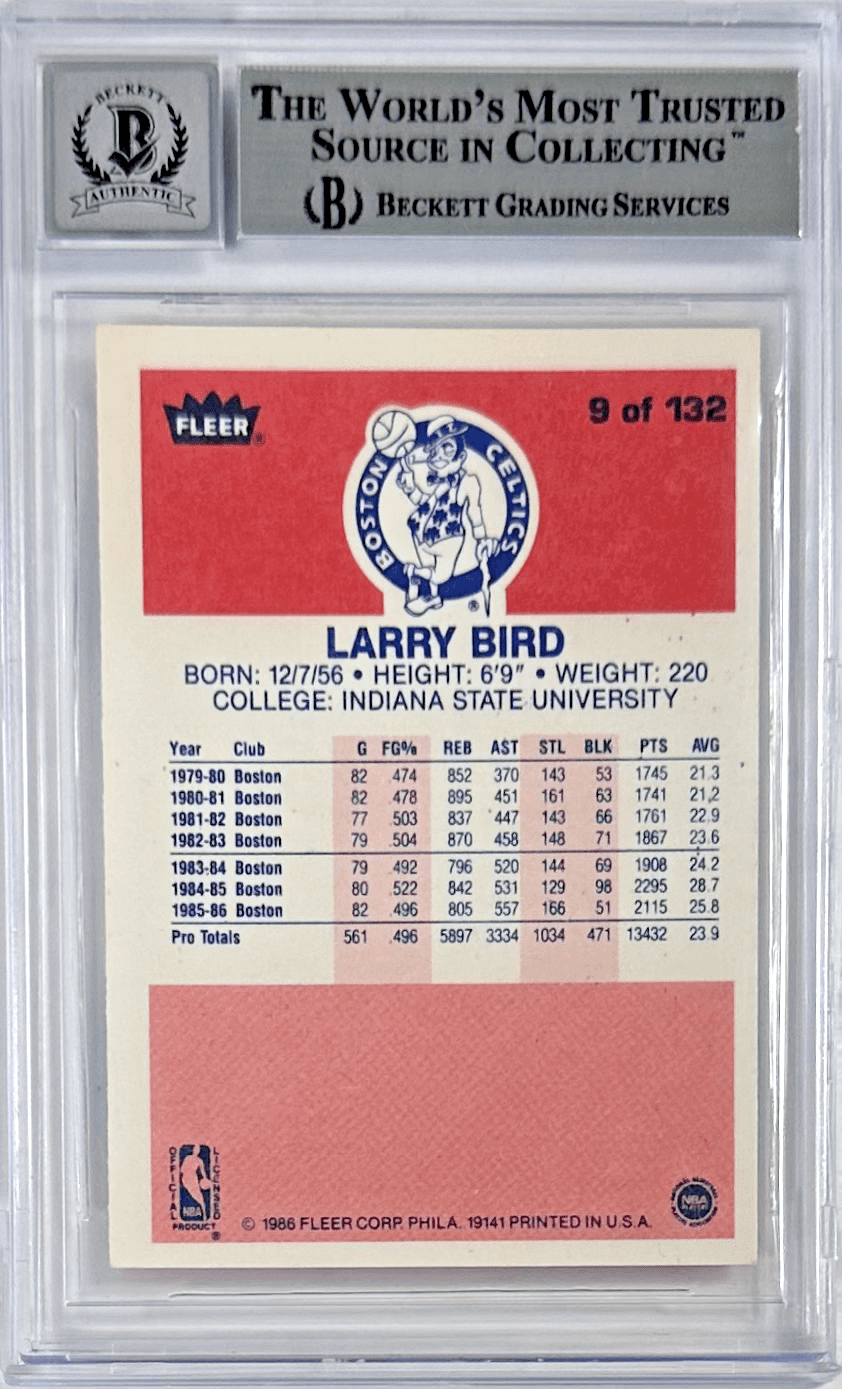 BECKETT
B
AUTHENTIC
THE WORLD'S MOST TRUSTED
SOURCE IN COLLECTING™
(B) BECKETT GRADING SERVICES
FLEER®
9 of 132
BOSTON CELTICS
®
LARRY BIRD
BORN: 12/7/56 • HEIGHT: 6'9" • WEIGHT: 220
COLLEGE: INDIANA STATE UNIVERSITY
Year Club G FG% REB AST STL BLK PTS AVG
1979-80 Boston 82 .474 852 370 143 53 1745 21.3
1980-81 Boston 82 .478 895 451 161 63 1741 21.2
1981-82 Boston 77 .503 837 447 143 66 1761 22.9
1982-83 Boston 79 .504 870 458 148 71 1867 23.6
1983-84 Boston 79 .492 796 520 144 69 1908 24.2
1984-85 Boston 80 .522 842 531 129 98 2295 28.7
1985-86 Boston 82 .496 805 557 166 51 2115 25.8
Pro Totals 561 .496 5897 3334 1034 471 13432 23.9
OFFICIAL LICENSED
NBA
PRODUCT
®
© 1986 FLEER CORP. PHILA. 19141 PRINTED IN U.S.A.
NBA
PLAYERS